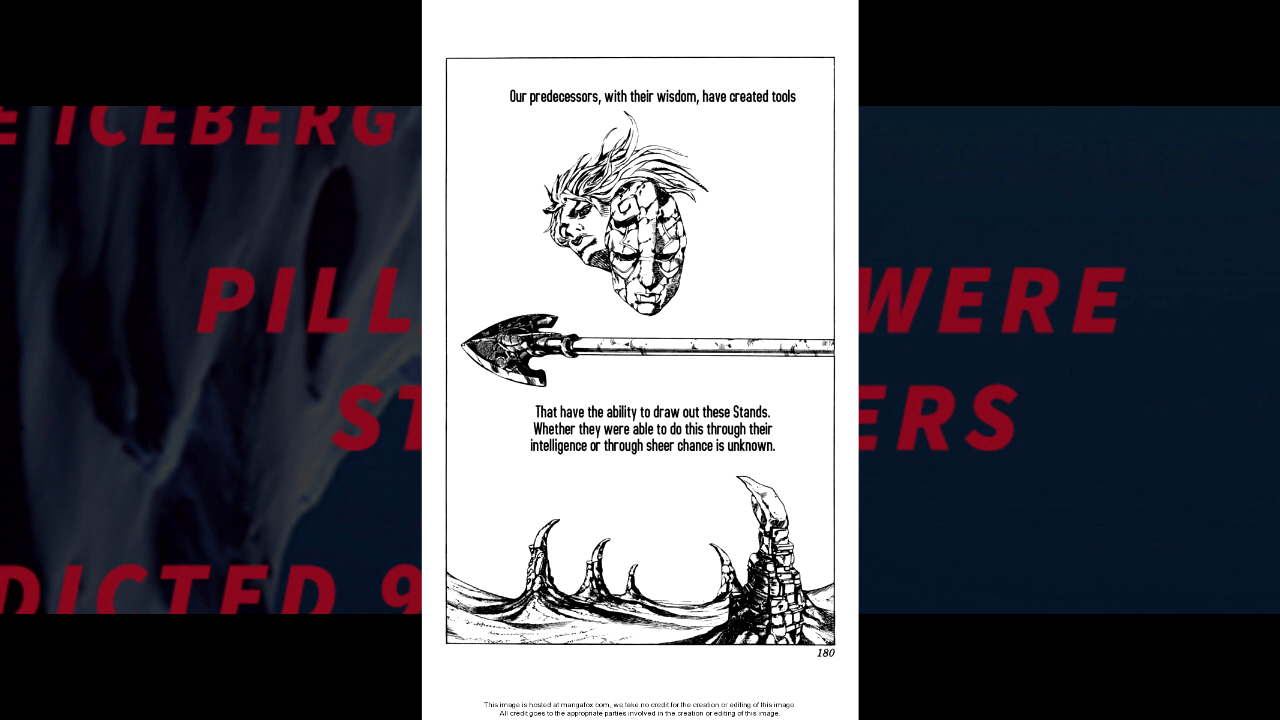 E ICEBERG
Our predecessors, with their wisdom, have created tools
PILL
WERE
That have the ability to draw out these Stands.
Whether they were able to do this through their
intelligence or through sheer chance is unknown.
ST
ERS
DICTED 9
180
This image is hosted at mangafox.com, we take no credit for the creation or editing of this image.
All credit goes to the appropriate parties involved in the creation or editing of this image.